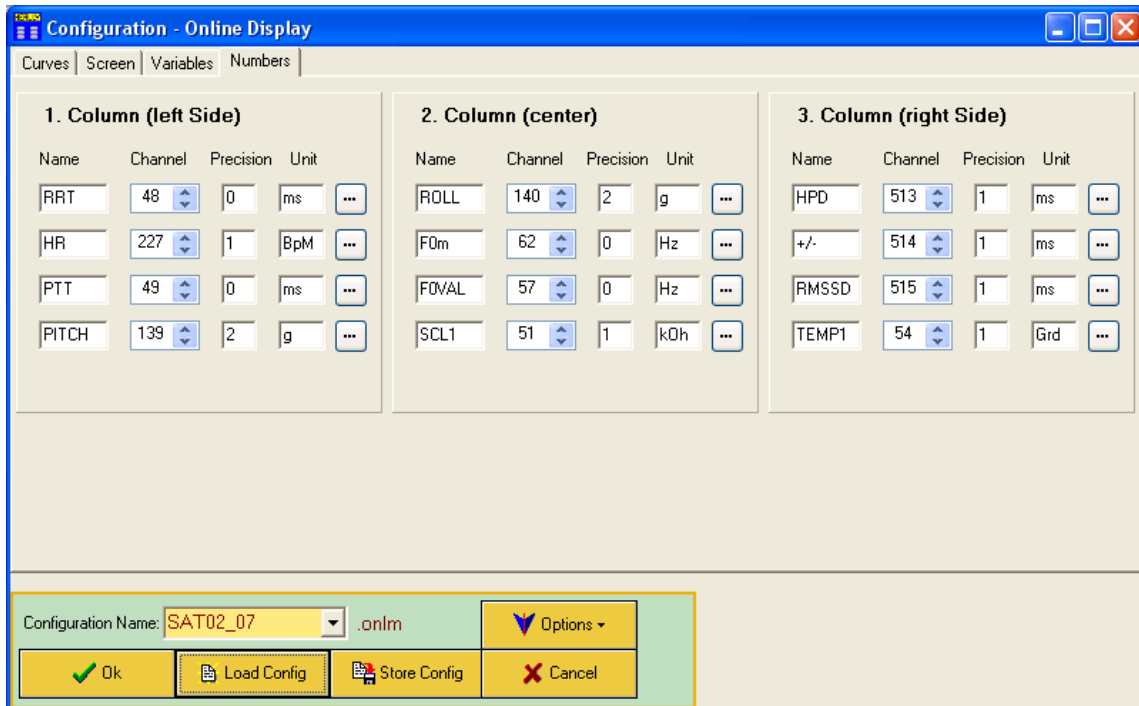 Configuration - Online Display
Curves Screen Variables Numbers
1. Column (left Side)
Name Channel Precision Unit
RRT 48 0 ms ...
HR 227 1 BpM ...
PTT 49 0 ms ...
PITCH 139 2 g ...
2. Column (center)
Name Channel Precision Unit
ROLL 140 2 g ...
F0m 62 0 Hz ...
F0VAL 57 0 Hz ...
SCL1 51 1 kOh ...
3. Column (right Side)
Name Channel Precision Unit
HPD 513 1 ms ...
+/- 514 1 ms ...
RMSSD 515 1 ms ...
TEMP1 54 1 Grd ...
Configuration Name: SAT02_07 .onlm
Options
Ok Load Config Store Config Cancel